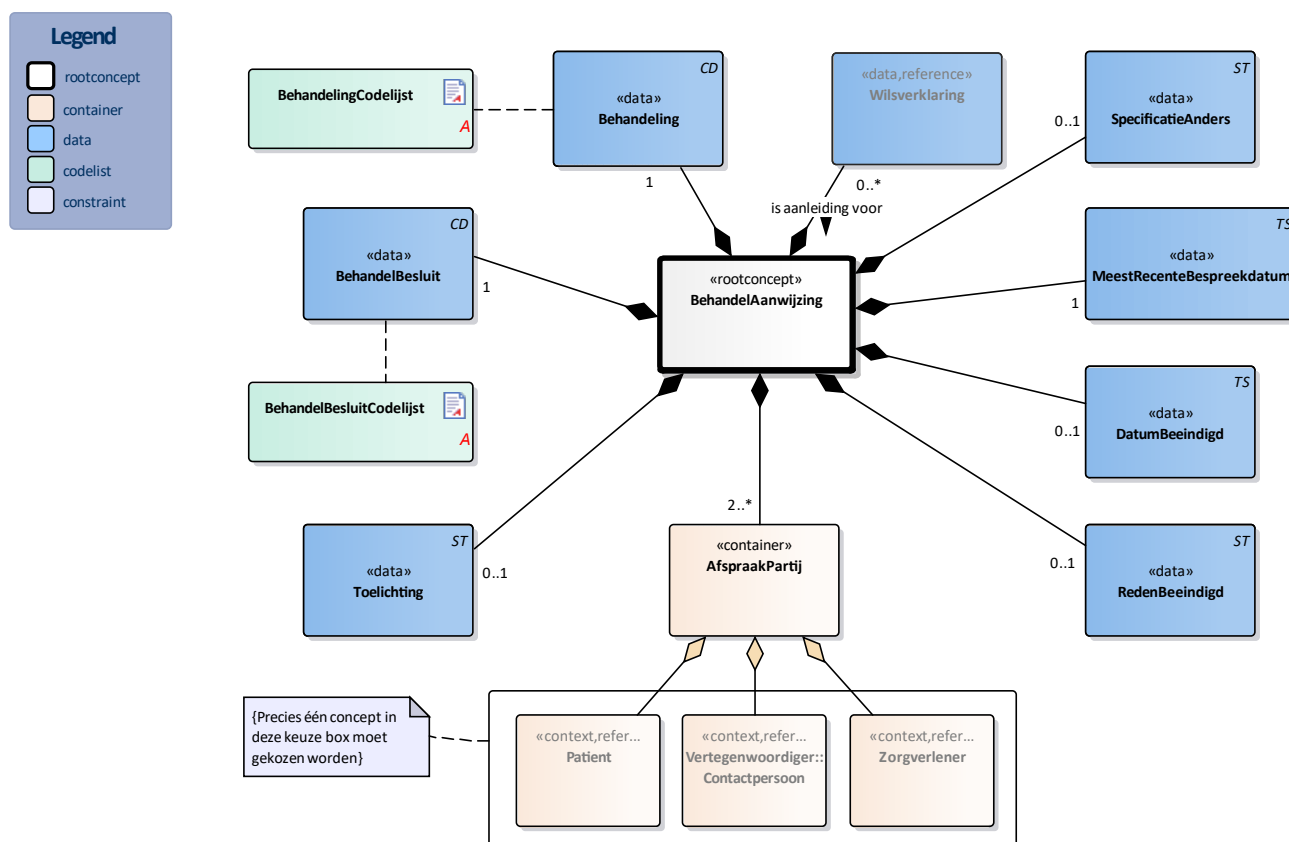 Legend
rootconcept
container
data
codelist
constraint
BehandelingCodelijst
A
CD
«data»
Behandeling
1
«data,reference»
Wilsverklaring
0..*
is aanleiding voor
ST
«data»
SpecificatieAnders
0..1
CD
«data»
BehandelBesluit
1
«rootconcept»
BehandelAanwijzing
TS
«data»
MeestRecenteBespreekdatum
1
BehandelBesluitCodelijst
A
TS
«data»
DatumBeeindigd
0..1
ST
«data»
Toelichting
0..1
2..*
«container»
AfspraakPartij
ST
«data»
RedenBeeindigd
0..1
{Precies één concept in
deze keuze box moet
gekozen worden}
«context,refer...
Patient
«context,refer...
Vertegenwoordiger::
Contactpersoon
«context,refer...
Zorgverlener